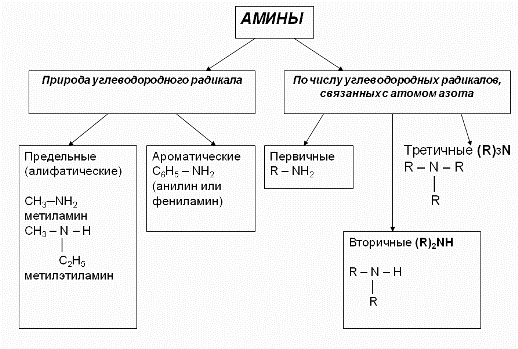 АМИНЫ
Природа углеводородного радикала
По числу углеводородных радикалов,
связанных с атомом азота
Предельные
(алифатические)
CH₃–NH₂
метиламин
CH₃ – N – H
C₂H₅
метилэтиламин
Ароматические
C₆H₅ – NH₂
(анилин или
фениламин)
Первичные
R – NH₂
Третичные (R)3N
R – N – R
R
Вторичные (R)₂NH
R – N – H
R